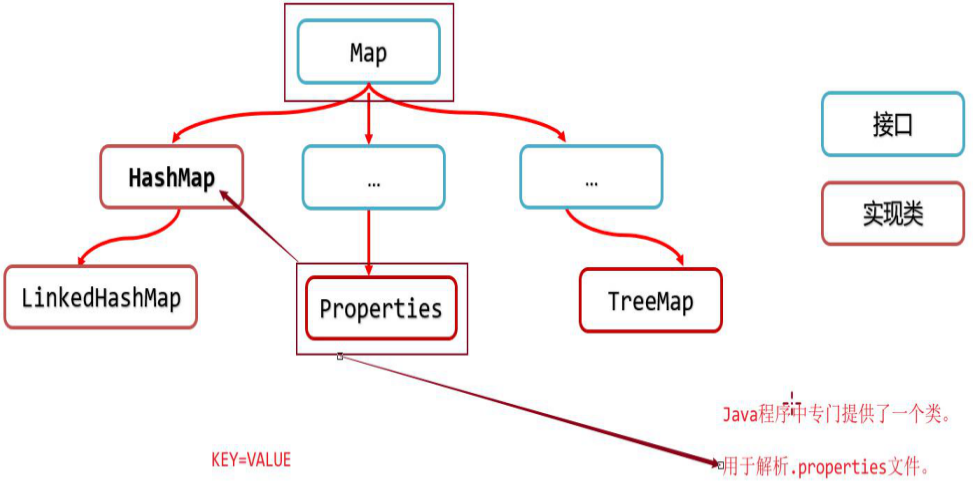 Map
接口
HashMap
…
…
实现类
LinkedHashMap
Properties
TreeMap
Java程序中专门提供了一个类。
KEY=VALUE
用于解析.properties文件。